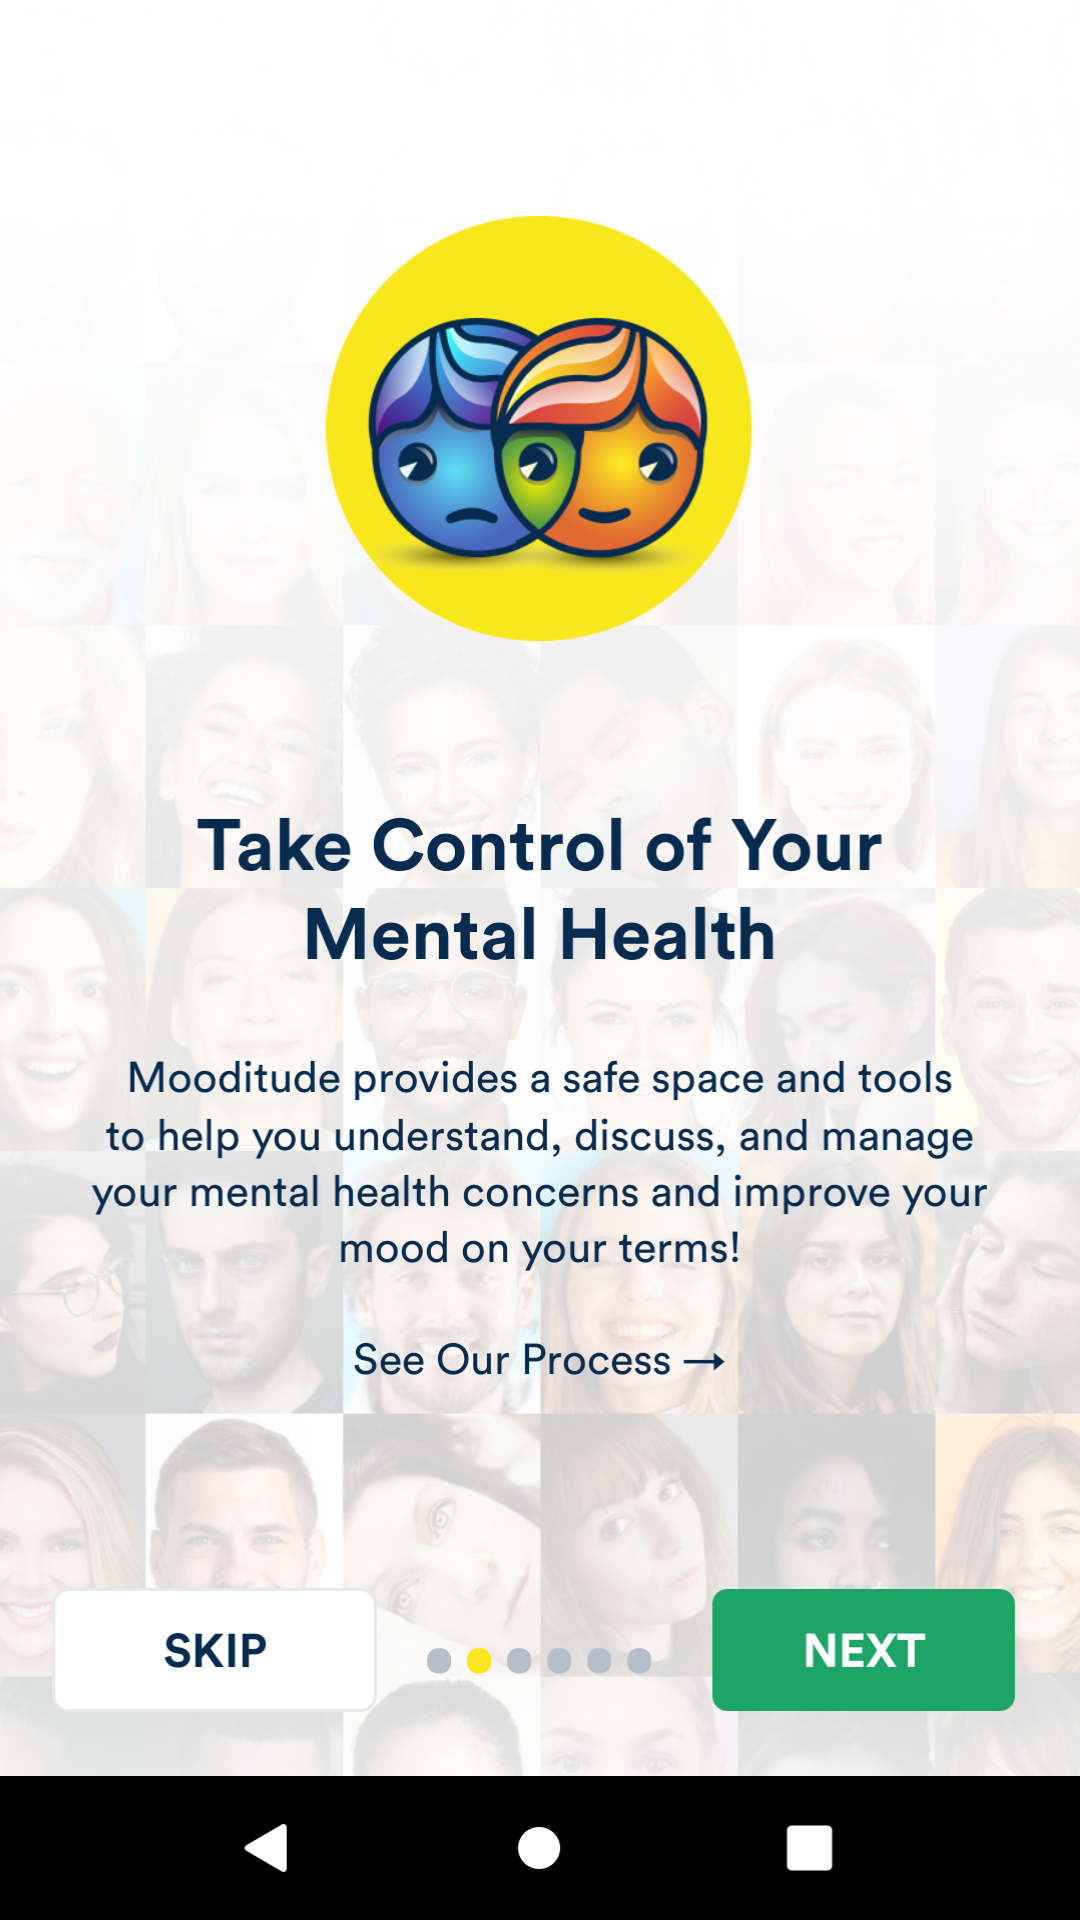 Take Control of Your
Mental Health
Mooditude provides a safe space and tools
to help you understand, discuss, and manage
your mental health concerns and improve your
mood on your terms!
See Our Process →
SKIP
NEXT